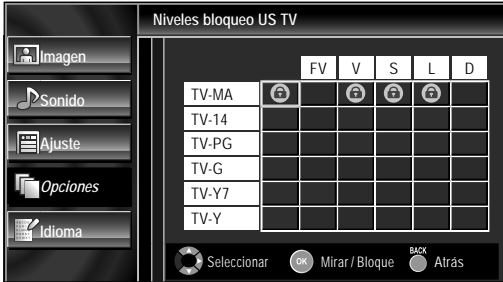 Niveles bloqueo US TV
Imagen
Sonido
Ajuste
Opciones
Idioma
FV V S L D
TV-MA
TV-14
TV-PG
TV-G
TV-Y7
TV-Y
Seleccionar OK Mirar / Bloque BACK Atrás